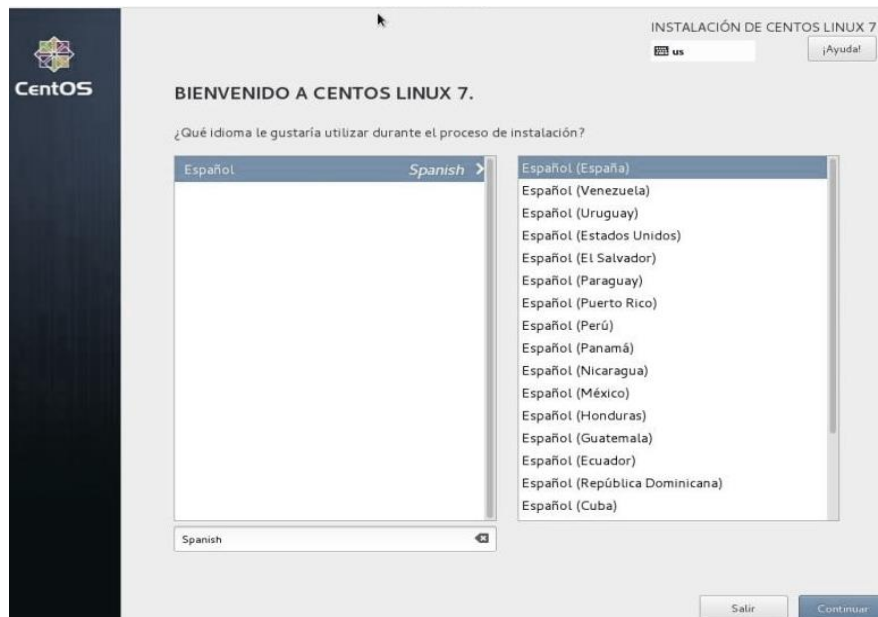 INSTALACIÓN DE CENTOS LINUX 7
us
¡Ayuda!
CentOS
BIENVENIDO A CENTOS LINUX 7.
¿Qué idioma le gustaría utilizar durante el proceso de instalación?
Español Spanish
Español (España)
Español (Venezuela)
Español (Uruguay)
Español (Estados Unidos)
Español (El Salvador)
Español (Paraguay)
Español (Puerto Rico)
Español (Perú)
Español (Panamá)
Español (Nicaragua)
Español (México)
Español (Honduras)
Español (Guatemala)
Español (Ecuador)
Español (República Dominicana)
Español (Cuba)
Spanish
Salir
Continuar